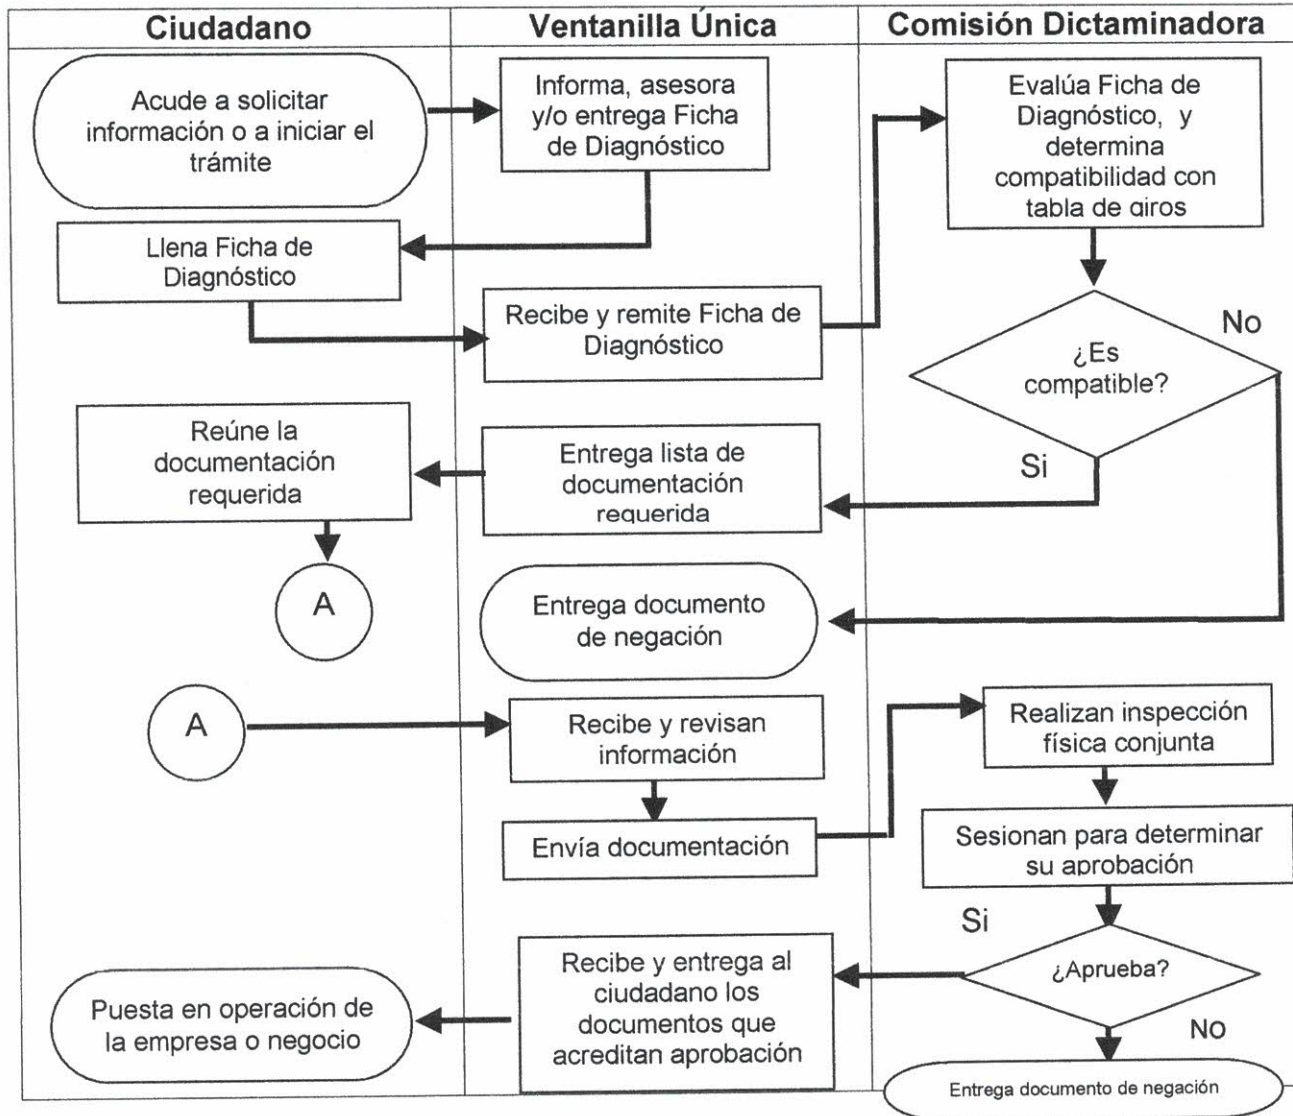 Ciudadano
Ventanilla Única
Comisión Dictaminadora
Acude a solicitar
información o a iniciar el
trámite
Informa, asesora
y/o entrega Ficha
de Diagnóstico
Evalúa Ficha de
Diagnóstico, y
determina
compatibilidad con
tabla de giros
Llena Ficha de
Diagnóstico
Recibe y remite Ficha de
Diagnóstico
No
¿Es
compatible?
Si
Reúne la
documentación
requerida
Entrega lista de
documentación
requerida
A
Entrega documento
de negación
A
Recibe y revisan
información
Realizan inspección
física conjunta
Envía documentación
Sesionan para determinar
su aprobación
Si
¿Aprueba?
No
Recibe y entrega al
ciudadano los
documentos que
acreditan aprobación
Puesta en operación de
la empresa o negocio
Entrega documento de negación